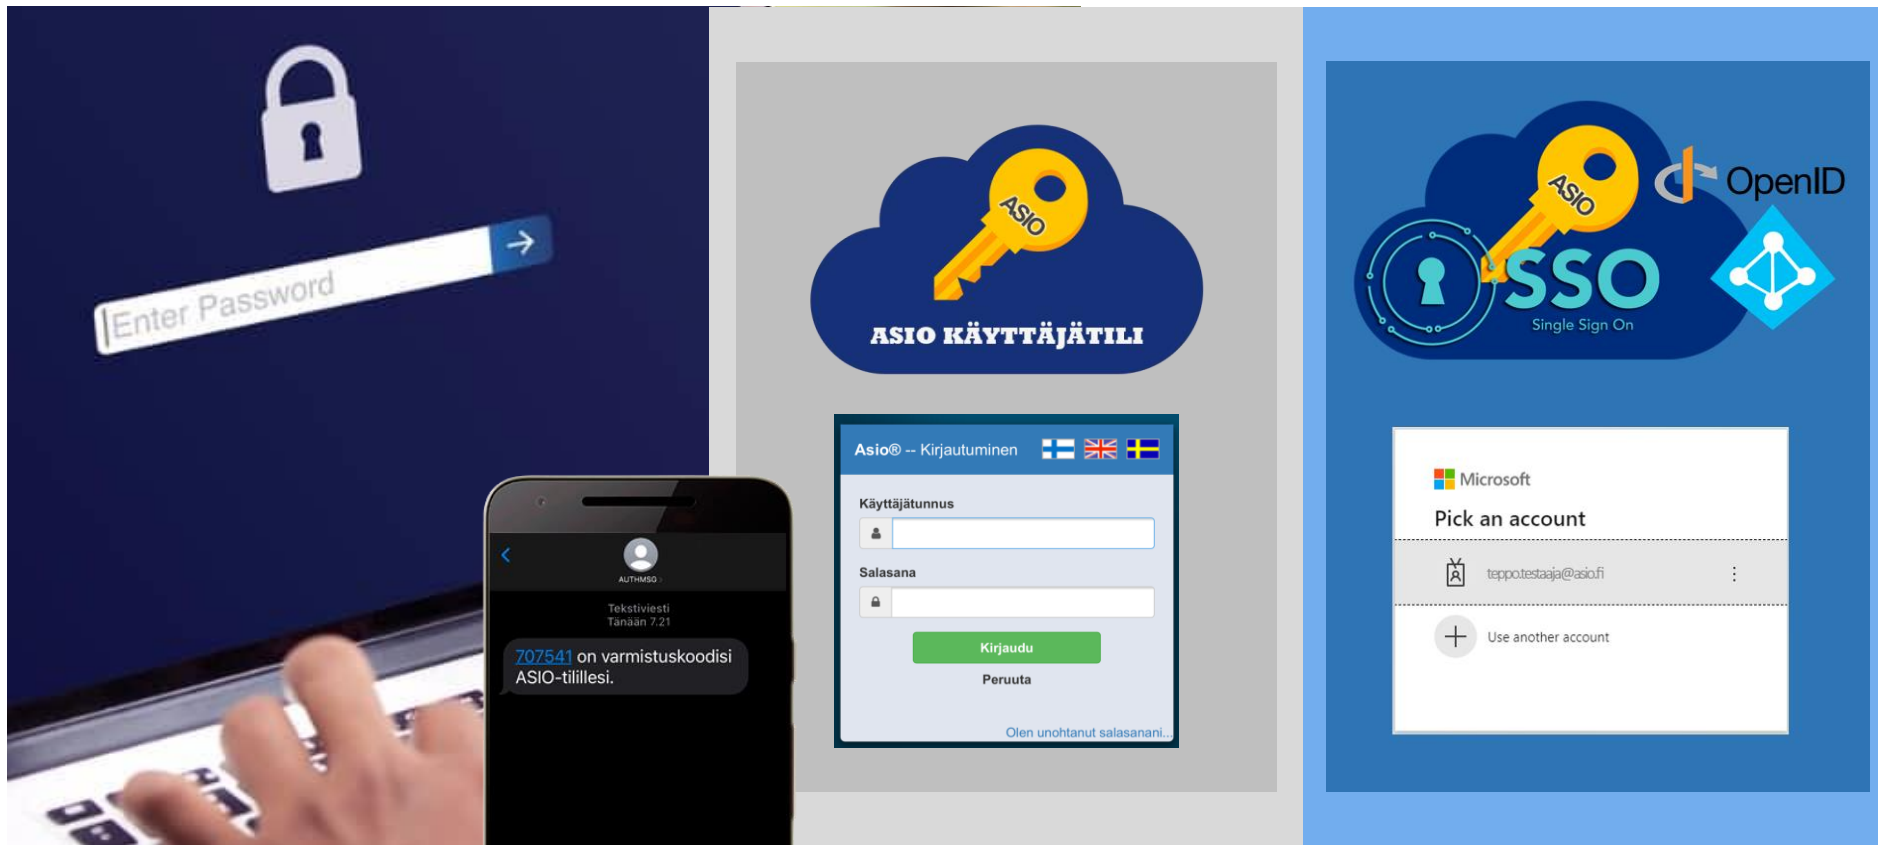 Enter Password
AUTHMSG >
Tekstiviesti
Tänään 7.21
707541 on varmistuskoodisi
ASIO-tilillesi.
ASIO
ASIO KÄYTTÄJÄTILI
Asio® -- Kirjautuminen
Käyttäjätunnus
Salasana
Kirjaudu
Peruuta
Olen unohtanut salasanani...
ASIO
OpenID
SSO
Single Sign On
Microsoft
Pick an account
teppo.testaaja@asio.fi
Use another account